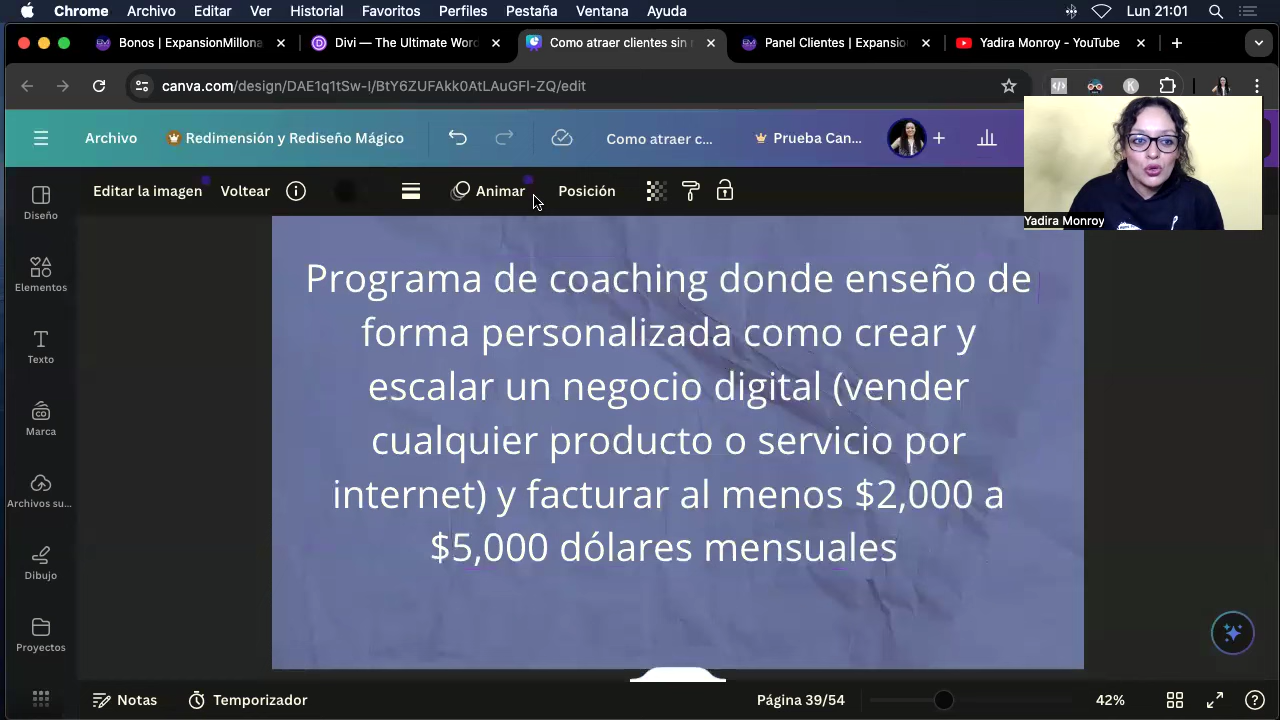 Chrome Archivo Editar Ver Historial Favoritos Perfiles Pestaña Ventana Ayuda Lun 21:01
Bonos | ExpansionMillona Divi — The Ultimate Word Como atraer clientes sin Panel Clientes | Expansio Yadira Monroy - YouTube
canva.com/design/DAE1q1tSw-I/BtY6ZUFAkk0AtLAuGFI-ZQ/edit
Archivo Redimensión y Rediseño Mágico Como atraer c... Prueba Can...
Editar la imagen Voltear Animar Posición
Yadira Monroy
Diseño
Elementos
Texto
Marca
Archivos su...
Dibujo
Proyectos
Programa de coaching donde enseño de
forma personalizada como crear y
escalar un negocio digital (vender
cualquier producto o servicio por
internet) y facturar al menos $2,000 a
$5,000 dólares mensuales
Notas Temporizador Página 39/54 42%